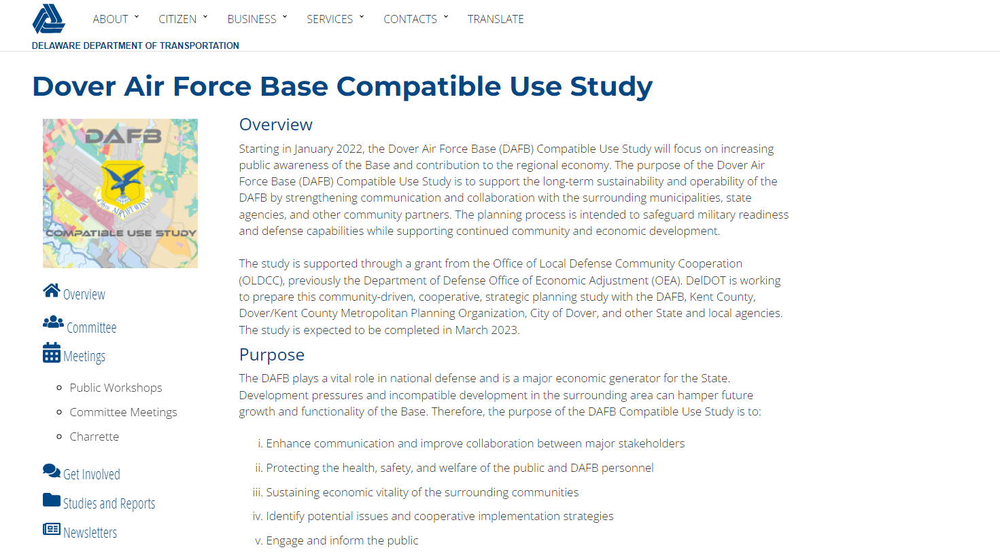 ABOUT CITIZEN BUSINESS SERVICES CONTACTS TRANSLATE
DELAWARE DEPARTMENT OF TRANSPORTATION
Dover Air Force Base Compatible Use Study
DAFB
436TH AIRLIFT WING
COMPATIBLE USE STUDY
Overview
Committee
Meetings
Public Workshops
Committee Meetings
Charrette
Get Involved
Studies and Reports
Newsletters
Overview
Starting in January 2022, the Dover Air Force Base (DAFB) Compatible Use Study will focus on increasing
public awareness of the Base and contribution to the regional economy. The purpose of the Dover Air
Force Base (DAFB) Compatible Use Study is to support the long-term sustainability and operability of the
DAFB by strengthening communication and collaboration with the surrounding municipalities, state
agencies, and other community partners. The planning process is intended to safeguard military readiness
and defense capabilities while supporting continued community and economic development.
The study is supported through a grant from the Office of Local Defense Community Cooperation
(OLDCC), previously the Department of Defense Office of Economic Adjustment (OEA). DelDOT is working
to prepare this community-driven, cooperative, strategic planning study with the DAFB, Kent County,
Dover/Kent County Metropolitan Planning Organization, City of Dover, and other State and local agencies.
The study is expected to be completed in March 2023.
Purpose
The DAFB plays a vital role in national defense and is a major economic generator for the State.
Development pressures and incompatible development in the surrounding area can hamper future
growth and functionality of the Base. Therefore, the purpose of the DAFB Compatible Use Study is to:
i. Enhance communication and improve collaboration between major stakeholders
ii. Protecting the health, safety, and welfare of the public and DAFB personnel
iii. Sustaining economic vitality of the surrounding communities
iv. Identify potential issues and cooperative implementation strategies
v. Engage and inform the public